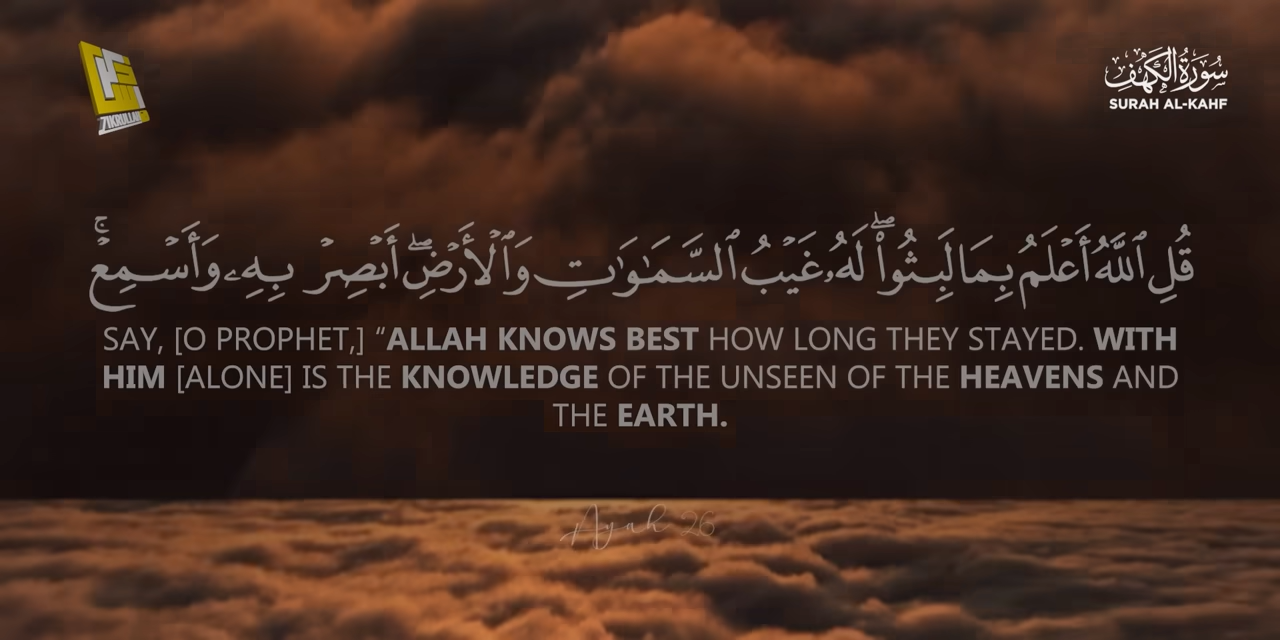 ZIKRULLAH
سُورَةُ الْكَهْفِ
SURAH AL-KAHF
قُلِ ٱللَّهُ أَعْلَمُ بِمَا لَبِثُوا۟ ۖ لَهُۥ غَيْبُ ٱلسَّمَـٰوَٰتِ وَٱلْأَرْضِ ۖ أَبْصِرْ بِهِۦ وَأَسْمِعْ ۚ
SAY, [O PROPHET,] “ALLAH KNOWS BEST HOW LONG THEY STAYED. WITH
HIM [ALONE] IS THE KNOWLEDGE OF THE UNSEEN OF THE HEAVENS AND
THE EARTH.
Ayah 26